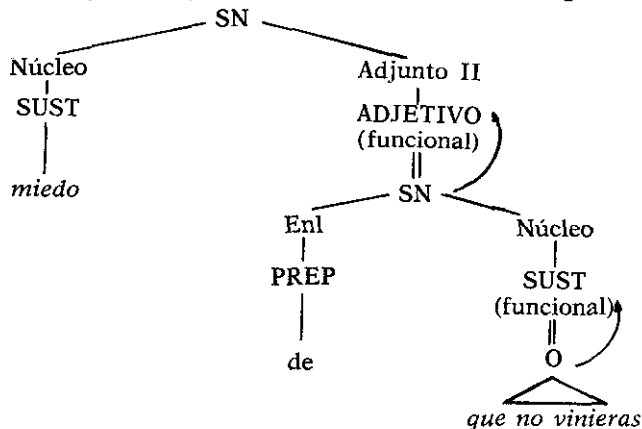 SN
Núcleo Adjunto II
SUST ADJETIVO
(funcional)
miedo
SN
Enl Núcleo
PREP SUST
(funcional)
de O
que no vinieras